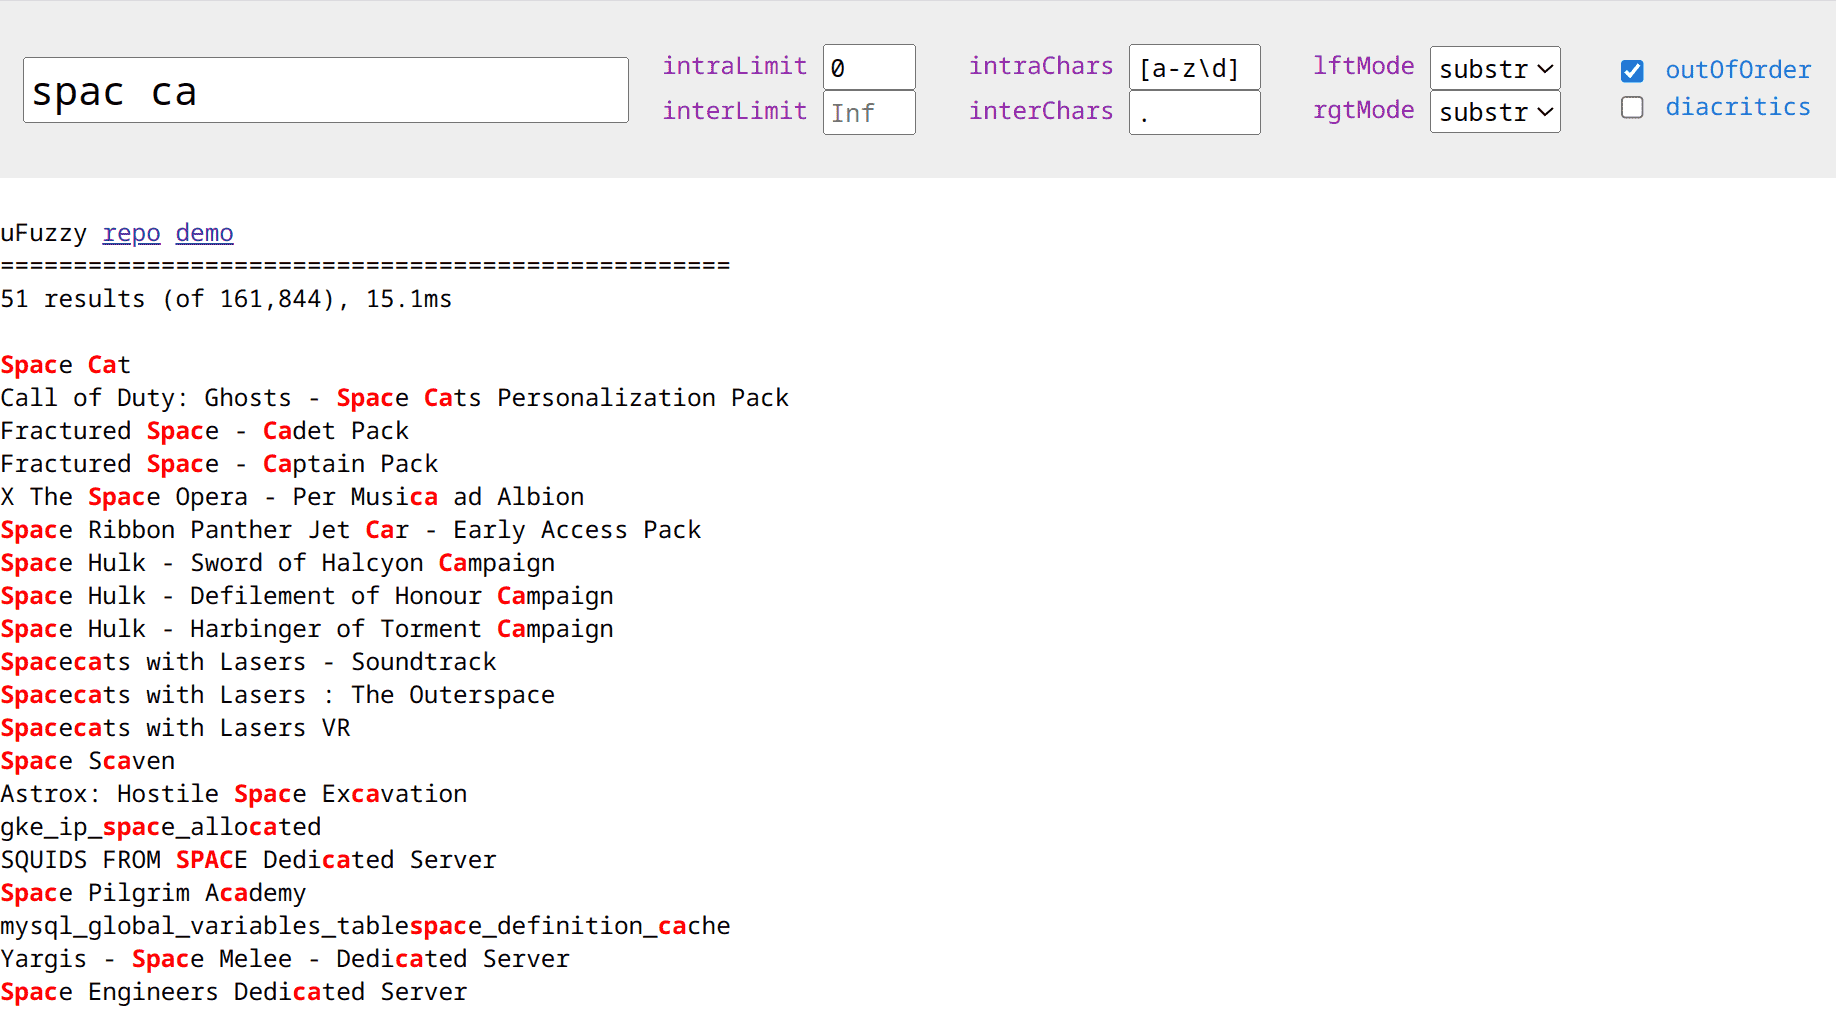 spac ca
intraLimit 0 intraChars [a-z\d] lftMode substr outOfOrder
interLimit Inf interChars . rgtMode substr diacritics
uFuzzy repo demo
==================================================
51 results (of 161,844), 15.1ms
Space Cat
Call of Duty: Ghosts - Space Cats Personalization Pack
Fractured Space - Cadet Pack
Fractured Space - Captain Pack
X The Space Opera - Per Musica ad Albion
Space Ribbon Panther Jet Car - Early Access Pack
Space Hulk - Sword of Halcyon Campaign
Space Hulk - Defilement of Honour Campaign
Space Hulk - Harbinger of Torment Campaign
Spacecats with Lasers - Soundtrack
Spacecats with Lasers : The Outerspace
Spacecats with Lasers VR
Space Scaven
Astrox: Hostile Space Excavation
gke_ip_space_allocated
SQUIDS FROM SPACE Dedicated Server
Space Pilgrim Academy
mysql_global_variables_tablespace_definition_cache
Yargis - Space Melee - Dedicated Server
Space Engineers Dedicated Server